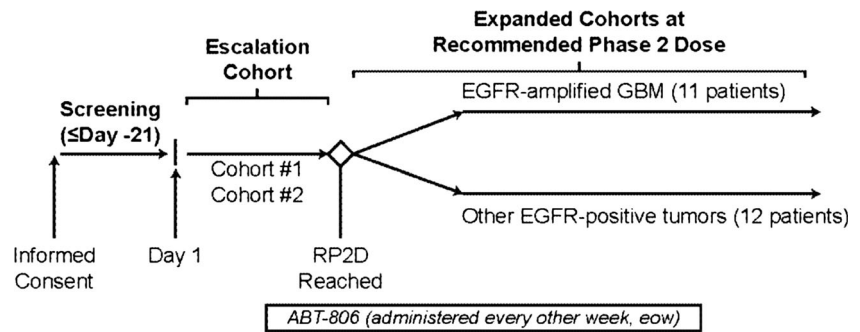 Expanded Cohorts at
Recommended Phase 2 Dose
Escalation
Cohort
EGFR-amplified GBM (11 patients)
Screening
(≤Day -21)
Cohort #1
Cohort #2
Other EGFR-positive tumors (12 patients)
Informed
Consent
Day 1
RP2D
Reached
ABT-806 (administered every other week, eow)